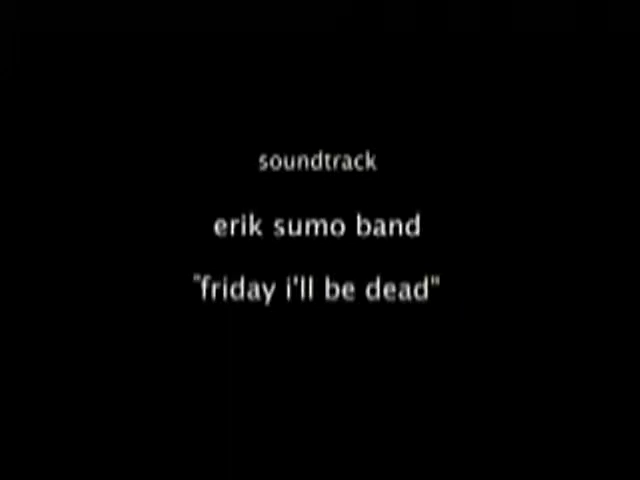 soundtrack
erik sumo band
"friday i'll be dead"